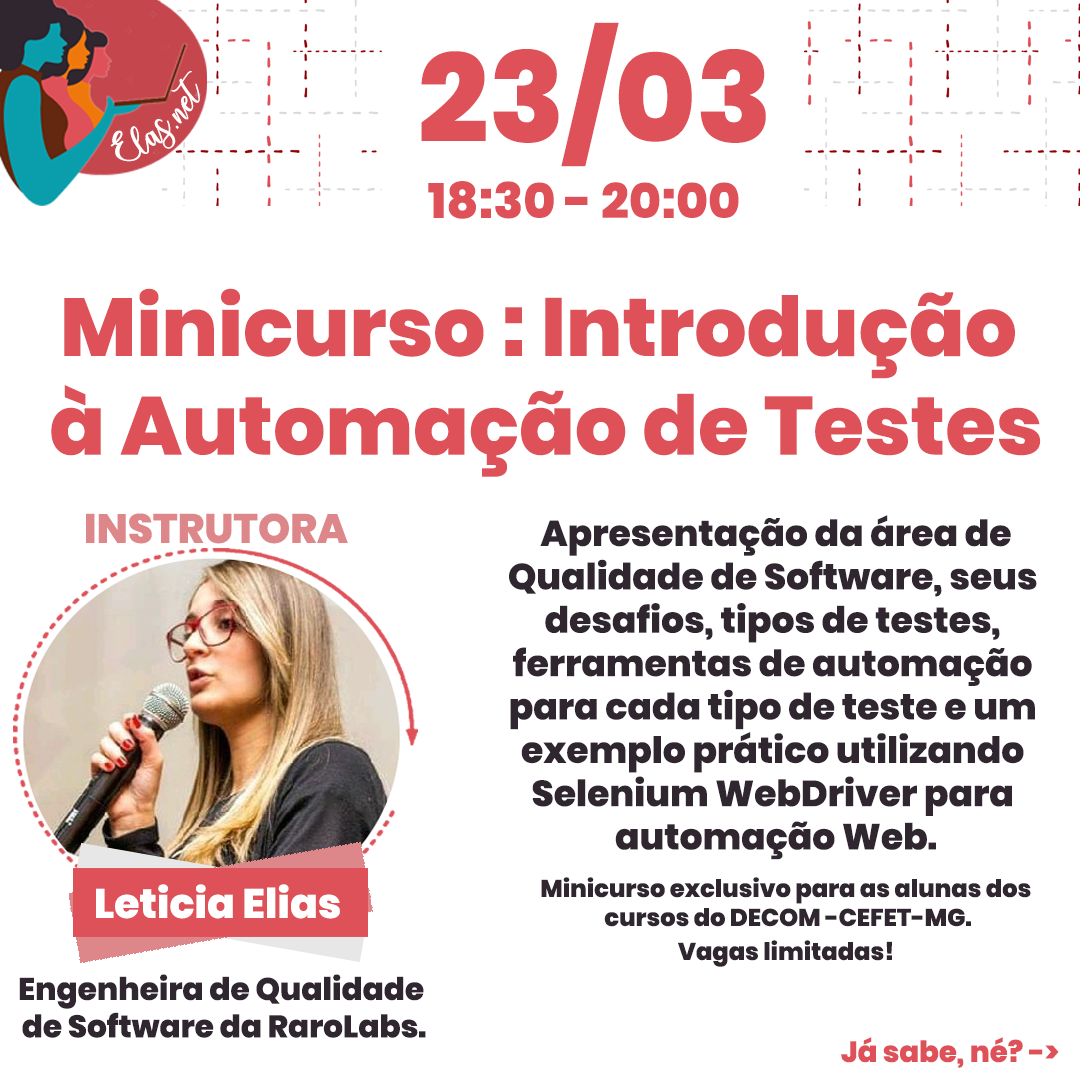 Elas.net
23/03
18:30 - 20:00
Minicurso : Introdução
à Automação de Testes
INSTRUTORA
Leticia Elias
Engenheira de Qualidade
de Software da RaroLabs.
Apresentação da área de
Qualidade de Software, seus
desafios, tipos de testes,
ferramentas de automação
para cada tipo de teste e um
exemplo prático utilizando
Selenium WebDriver para
automação Web.
Minicurso exclusivo para as alunas dos
cursos do DECOM -CEFET-MG.
Vagas limitadas!
Já sabe, né? ->